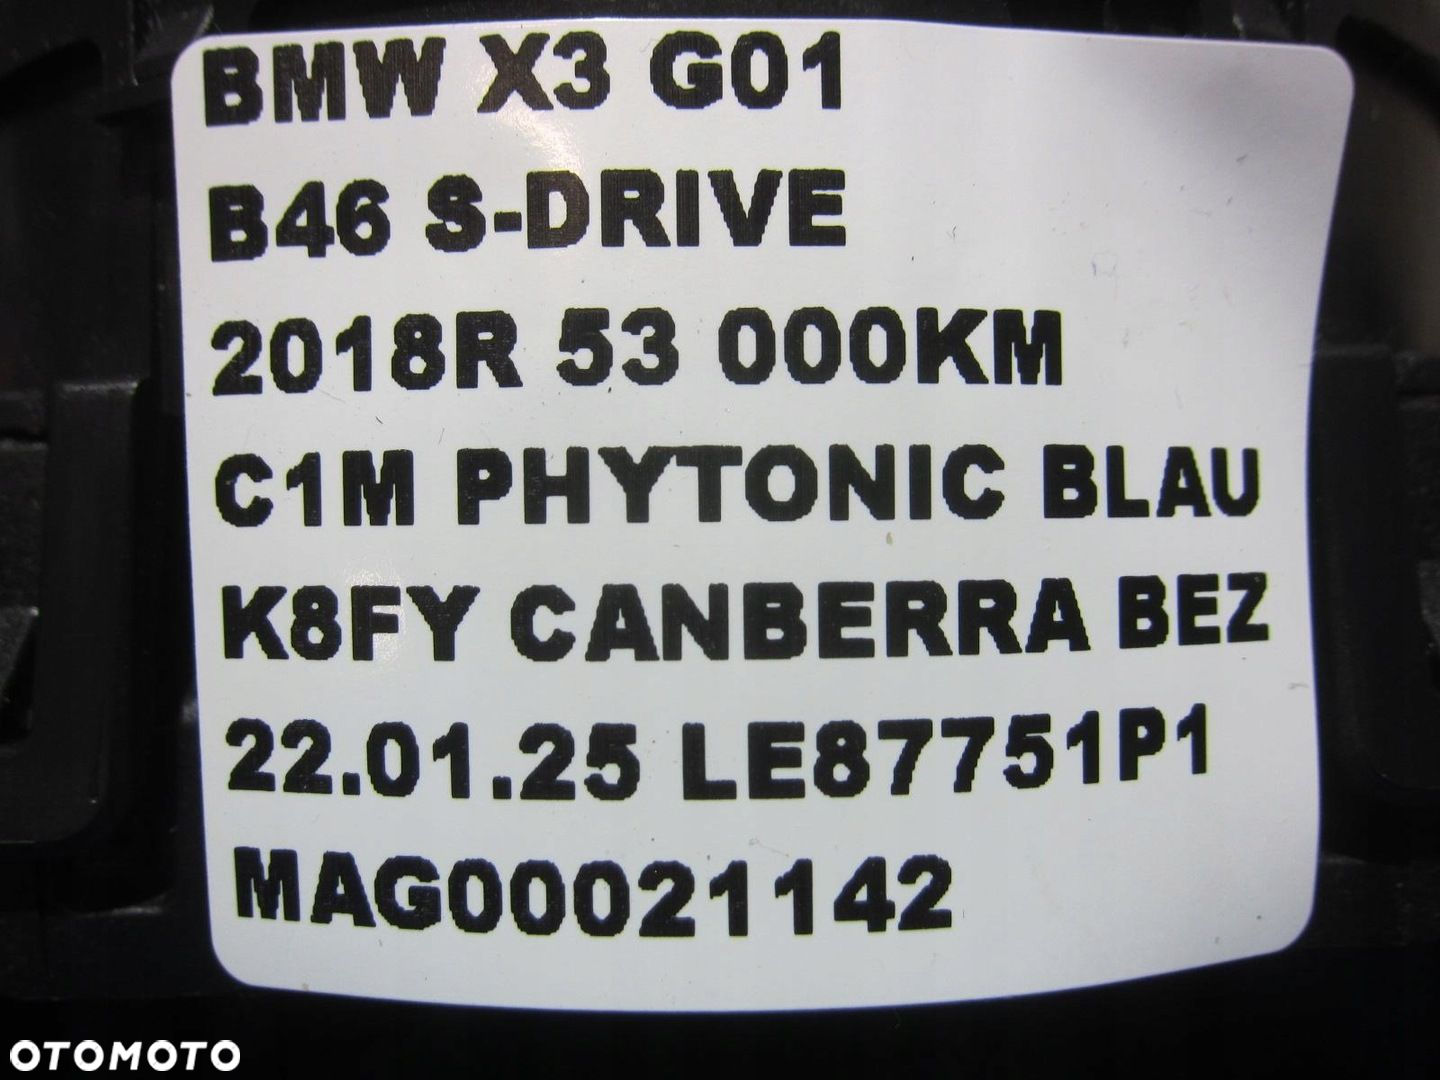 BMW X3 G01
B46 S-DRIVE
2018R 53 000KM
C1M PHYTONIC BLAU
K8FY CANBERRA BEZ
22.01.25 LE87751P1
MAG00021142
OTOMOTO